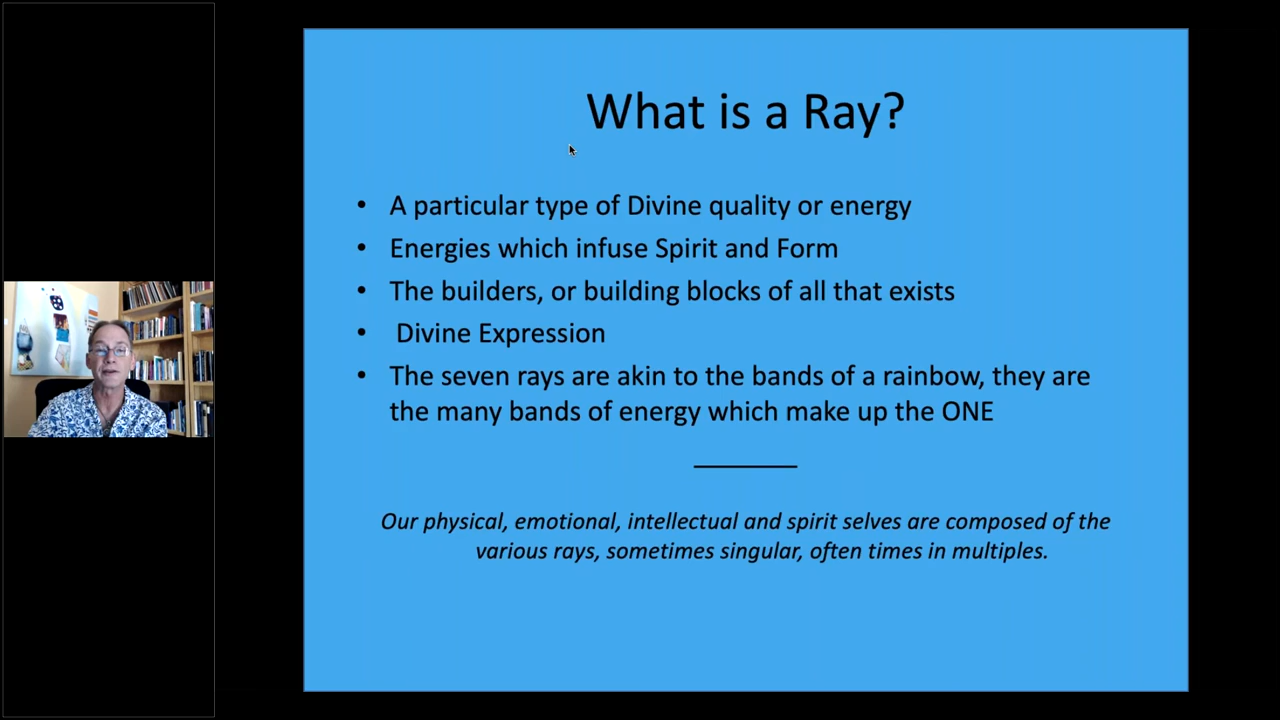 What is a Ray?
• A particular type of Divine quality or energy
• Energies which infuse Spirit and Form
• The builders, or building blocks of all that exists
• Divine Expression
• The seven rays are akin to the bands of a rainbow, they are
the many bands of energy which make up the ONE
Our physical, emotional, intellectual and spirit selves are composed of the
various rays, sometimes singular, often times in multiples.